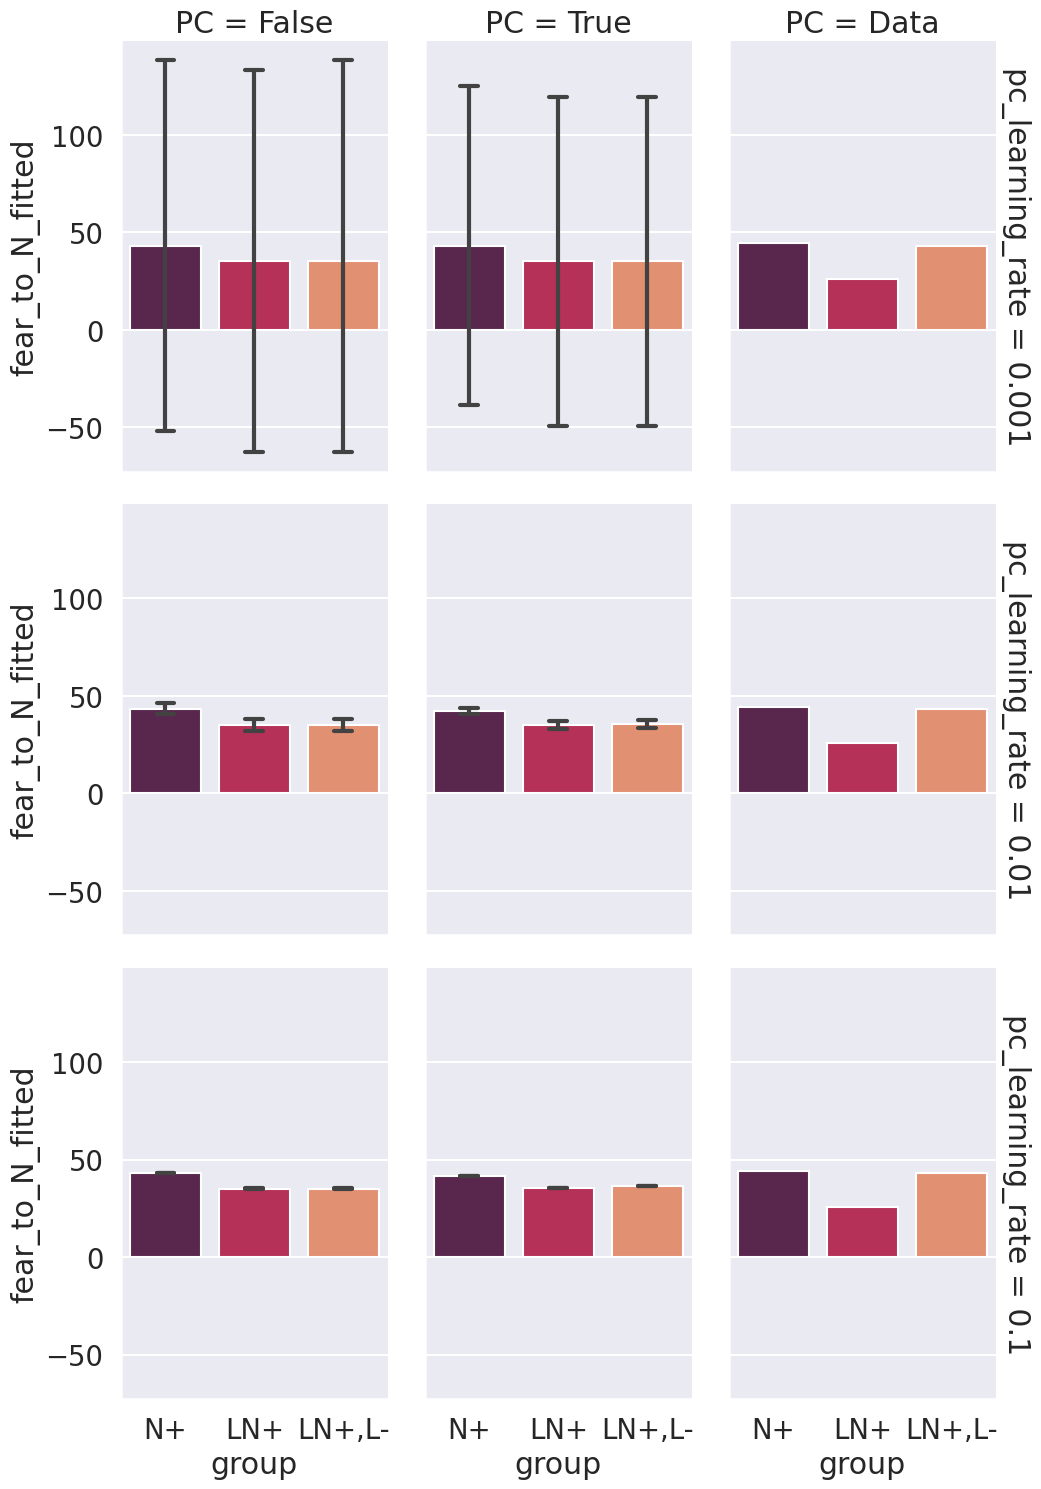 PC = False
PC = True
PC = Data
fear_to_N_fitted
100
50
0
−50
pc_learning_rate = 0.001
fear_to_N_fitted
100
50
0
−50
pc_learning_rate = 0.01
fear_to_N_fitted
100
50
0
−50
pc_learning_rate = 0.1
N+ LN+ LN+,L-
group
N+ LN+ LN+,L-
group
N+ LN+ LN+,L-
group